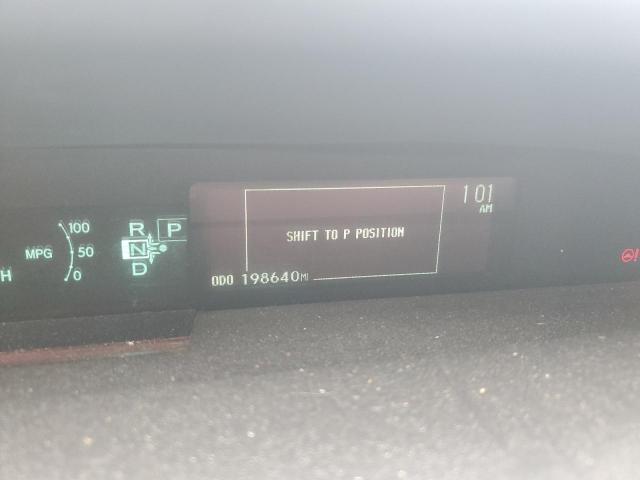 100
R P
MPG 50
N
D
H 0
1 01
AM
SHIFT TO P POSITION
ODO 198640 MI